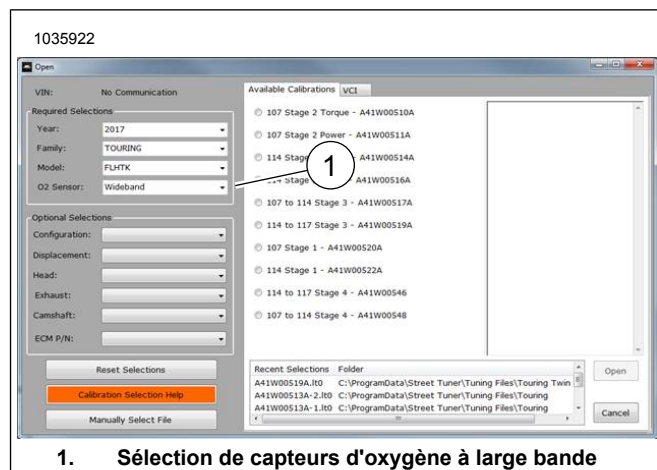 1035922
Open
VIN: No Communication
Required Selections
Year: 2017
Family: TOURING
Model: FLHTK
O2 Sensor: Wideband
Optional Selections
Configuration:
Displacement:
Head:
Exhaust:
Camshaft:
ECM P/N:
Reset Selections
Calibration Selection Help
Manually Select File
Available Calibrations VCI
107 Stage 2 Torque - A41W00510A
107 Stage 2 Power - A41W00511A
114 Stage A41W00514A
1
114 Stage A41W00516A
107 to 114 Stage 3 - A41W00517A
114 to 117 Stage 3 - A41W00519A
107 Stage 1 - A41W00520A
114 Stage 1 - A41W00522A
114 to 117 Stage 4 - A41W00546
107 to 114 Stage 4 - A41W00548
Recent Selections Folder
A41W00519A.lt0 C:\ProgramData\Street Tuner\Tuning Files\Touring Twin
A41W00513A-2.lt0 C:\ProgramData\Street Tuner\Tuning Files\Touring
A41W00513A-1.lt0 C:\ProgramData\Street Tuner\Tuning Files\Touring
Open
Cancel
1. Sélection de capteurs d'oxygène à large bande